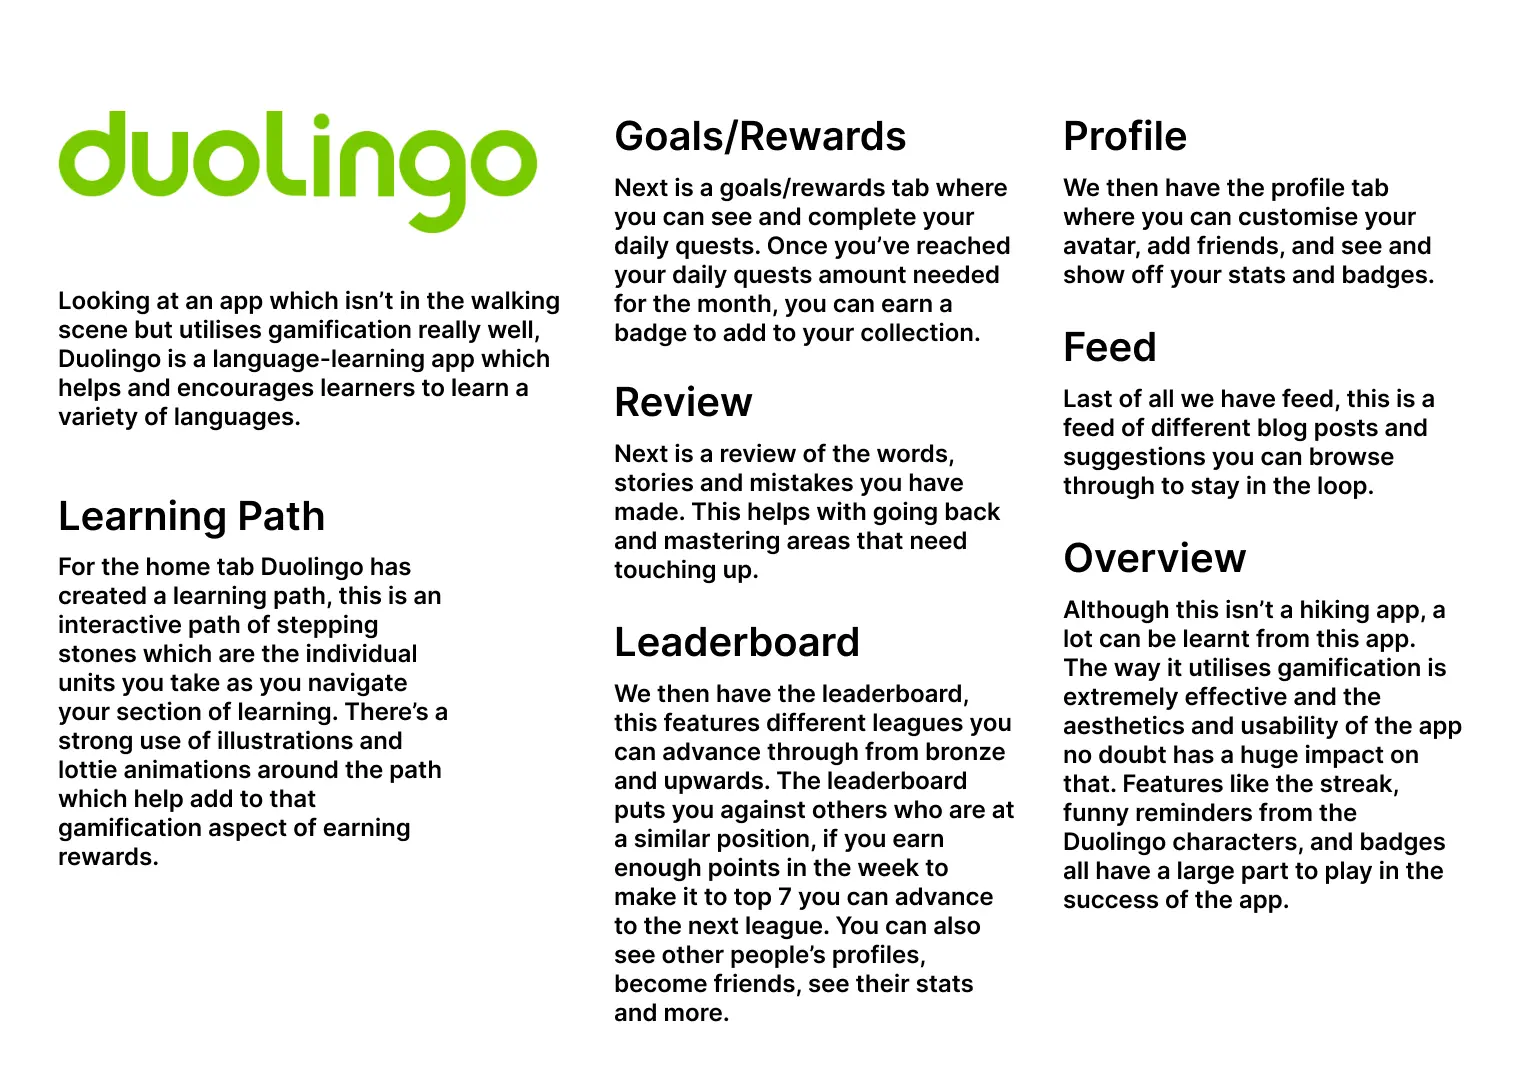 duolingo
Looking at an app which isn’t in the walking
scene but utilises gamification really well,
Duolingo is a language-learning app which
helps and encourages learners to learn a
variety of languages.
Learning Path
For the home tab Duolingo has
created a learning path, this is an
interactive path of stepping
stones which are the individual
units you take as you navigate
your section of learning. There’s a
strong use of illustrations and
lottie animations around the path
which help add to that
gamification aspect of earning
rewards.
Goals/Rewards
Next is a goals/rewards tab where
you can see and complete your
daily quests. Once you’ve reached
your daily quests amount needed
for the month, you can earn a
badge to add to your collection.
Review
Next is a review of the words,
stories and mistakes you have
made. This helps with going back
and mastering areas that need
touching up.
Leaderboard
We then have the leaderboard,
this features different leagues you
can advance through from bronze
and upwards. The leaderboard
puts you against others who are at
a similar position, if you earn
enough points in the week to
make it to top 7 you can advance
to the next league. You can also
see other people’s profiles,
become friends, see their stats
and more.
Profile
We then have the profile tab
where you can customise your
avatar, add friends, and see and
show off your stats and badges.
Feed
Last of all we have feed, this is a
feed of different blog posts and
suggestions you can browse
through to stay in the loop.
Overview
Although this isn’t a hiking app, a
lot can be learnt from this app.
The way it utilises gamification is
extremely effective and the
aesthetics and usability of the app
no doubt has a huge impact on
that. Features like the streak,
funny reminders from the
Duolingo characters, and badges
all have a large part to play in the
success of the app.